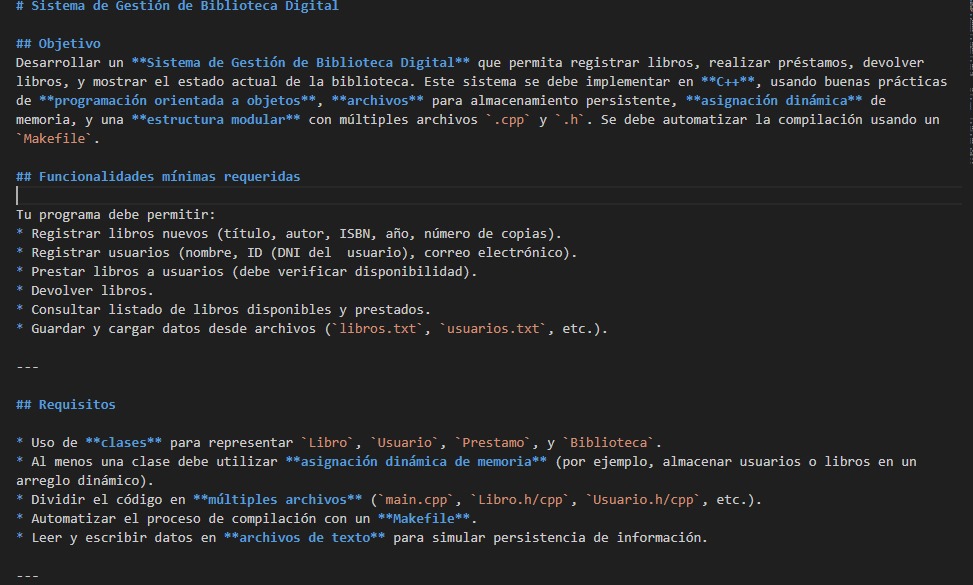 # Sistema de Gestión de Biblioteca Digital
## Objetivo
Desarrollar un **Sistema de Gestión de Biblioteca Digital** que permita registrar libros, realizar préstamos, devolver
libros, y mostrar el estado actual de la biblioteca. Este sistema se debe implementar en **C++**, usando buenas prácticas
de **programación orientada a objetos**, **archivos** para almacenamiento persistente, **asignación dinámica** de
memoria, y una **estructura modular** con múltiples archivos `.cpp` y `.h`. Se debe automatizar la compilación usando un
`Makefile`.
## Funcionalidades mínimas requeridas
Tu programa debe permitir:
* Registrar libros nuevos (título, autor, ISBN, año, número de copias).
* Registrar usuarios (nombre, ID (DNI del  usuario), correo electrónico).
* Prestar libros a usuarios (debe verificar disponibilidad).
* Devolver libros.
* Consultar listado de libros disponibles y prestados.
* Guardar y cargar datos desde archivos (`libros.txt`, `usuarios.txt`, etc.).
---
## Requisitos
* Uso de **clases** para representar `Libro`, `Usuario`, `Prestamo`, y `Biblioteca`.
* Al menos una clase debe utilizar **asignación dinámica de memoria** (por ejemplo, almacenar usuarios o libros en un
arreglo dinámico).
* Dividir el código en **múltiples archivos** (`main.cpp`, `Libro.h/cpp`, `Usuario.h/cpp`, etc.).
* Automatizar el proceso de compilación con un **Makefile**.
* Leer y escribir datos en **archivos de texto** para simular persistencia de información.
---